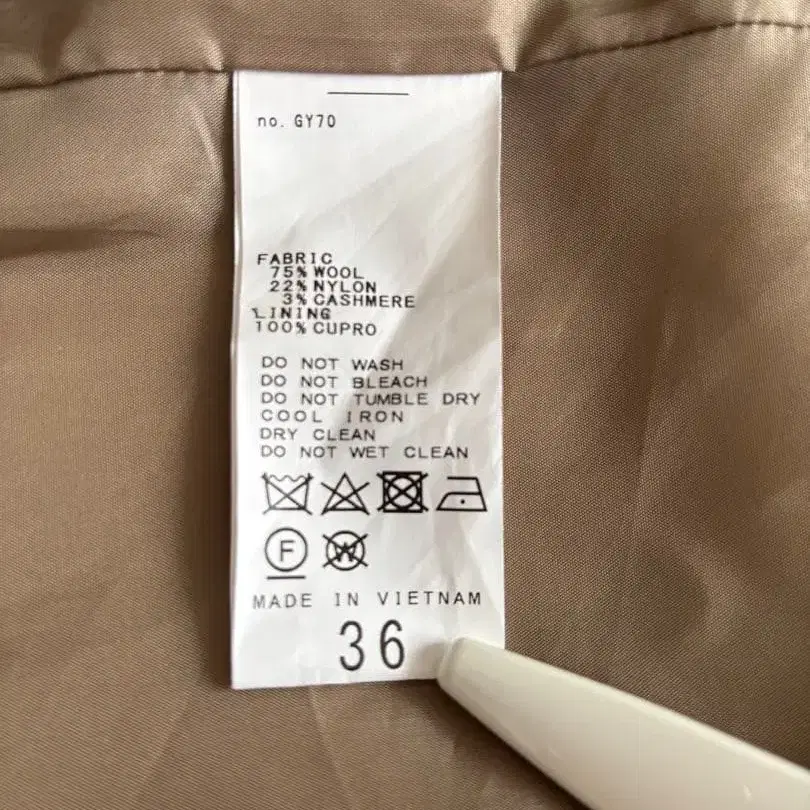 no. GY70
FABRIC
75% WOOL
22% NYLON
3% CASHMERE
LINING
100% CUPRO
DO NOT WASH
DO NOT BLEACH
DO NOT TUMBLE DRY
COOL IRON
DRY CLEAN
DO NOT WET CLEAN
F W
MADE IN VIETNAM
36